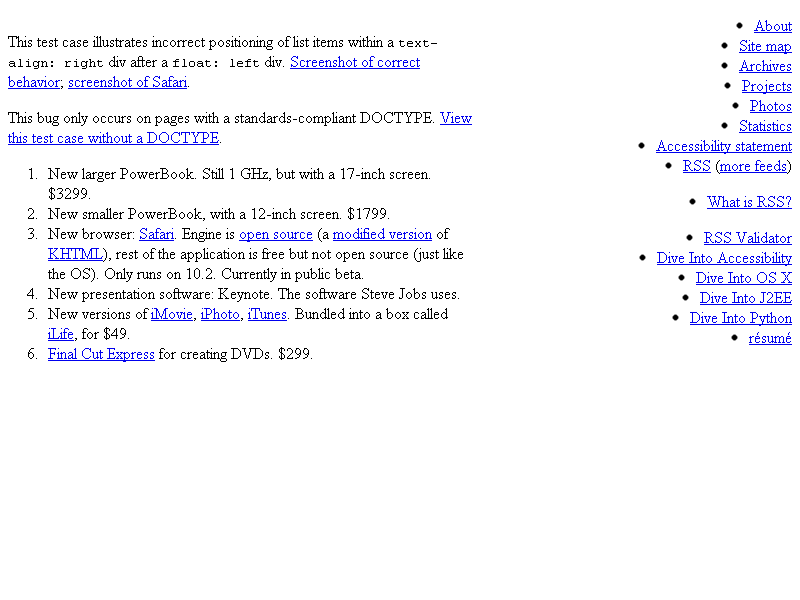 This test case illustrates incorrect positioning of list items within a text-
align: right div after a float: left div. Screenshot of correct
behavior; screenshot of Safari.
This bug only occurs on pages with a standards-compliant DOCTYPE. View
this test case without a DOCTYPE.
1. New larger PowerBook. Still 1 GHz, but with a 17-inch screen.
$3299.
2. New smaller PowerBook, with a 12-inch screen. $1799.
3. New browser: Safari. Engine is open source (a modified version of
KHTML), rest of the application is free but not open source (just like
the OS). Only runs on 10.2. Currently in public beta.
4. New presentation software: Keynote. The software Steve Jobs uses.
5. New versions of iMovie, iPhoto, iTunes. Bundled into a box called
iLife, for $49.
6. Final Cut Express for creating DVDs. $299.
• About
• Site map
• Archives
• Projects
• Photos
• Statistics
• Accessibility statement
• RSS (more feeds)
• What is RSS?
• RSS Validator
• Dive Into Accessibility
• Dive Into OS X
• Dive Into J2EE
• Dive Into Python
• résumé